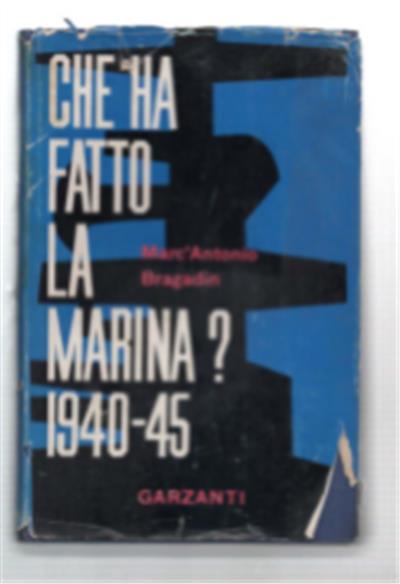 CHE HA
FATTO
LA
Marc'Antonio
Bragadin
MARINA?
1940-45
GARZANTI